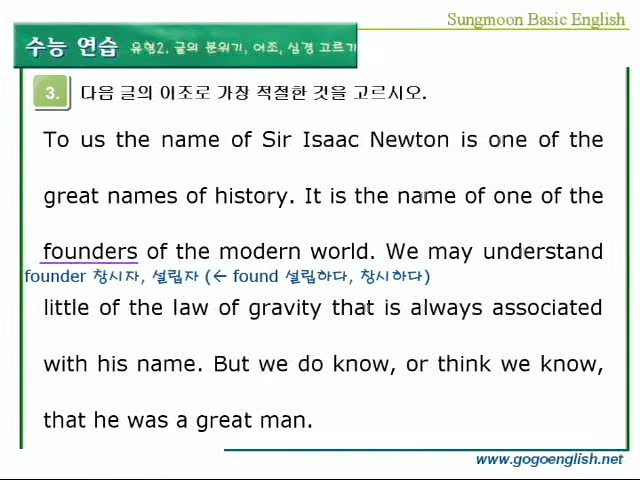 Sungmoon Basic English
수능 연습 유형2. 글의 분위기, 어조, 심경 고르기
3. 다음 글의 어조로 가장 적절한 것을 고르시오.
To us the name of Sir Isaac Newton is one of the
great names of history. It is the name of one of the
founders of the modern world. We may understand
founder 창시자, 설립자 (← found 설립하다, 창시하다)
little of the law of gravity that is always associated
with his name. But we do know, or think we know,
that he was a great man.
www.gogoenglish.net